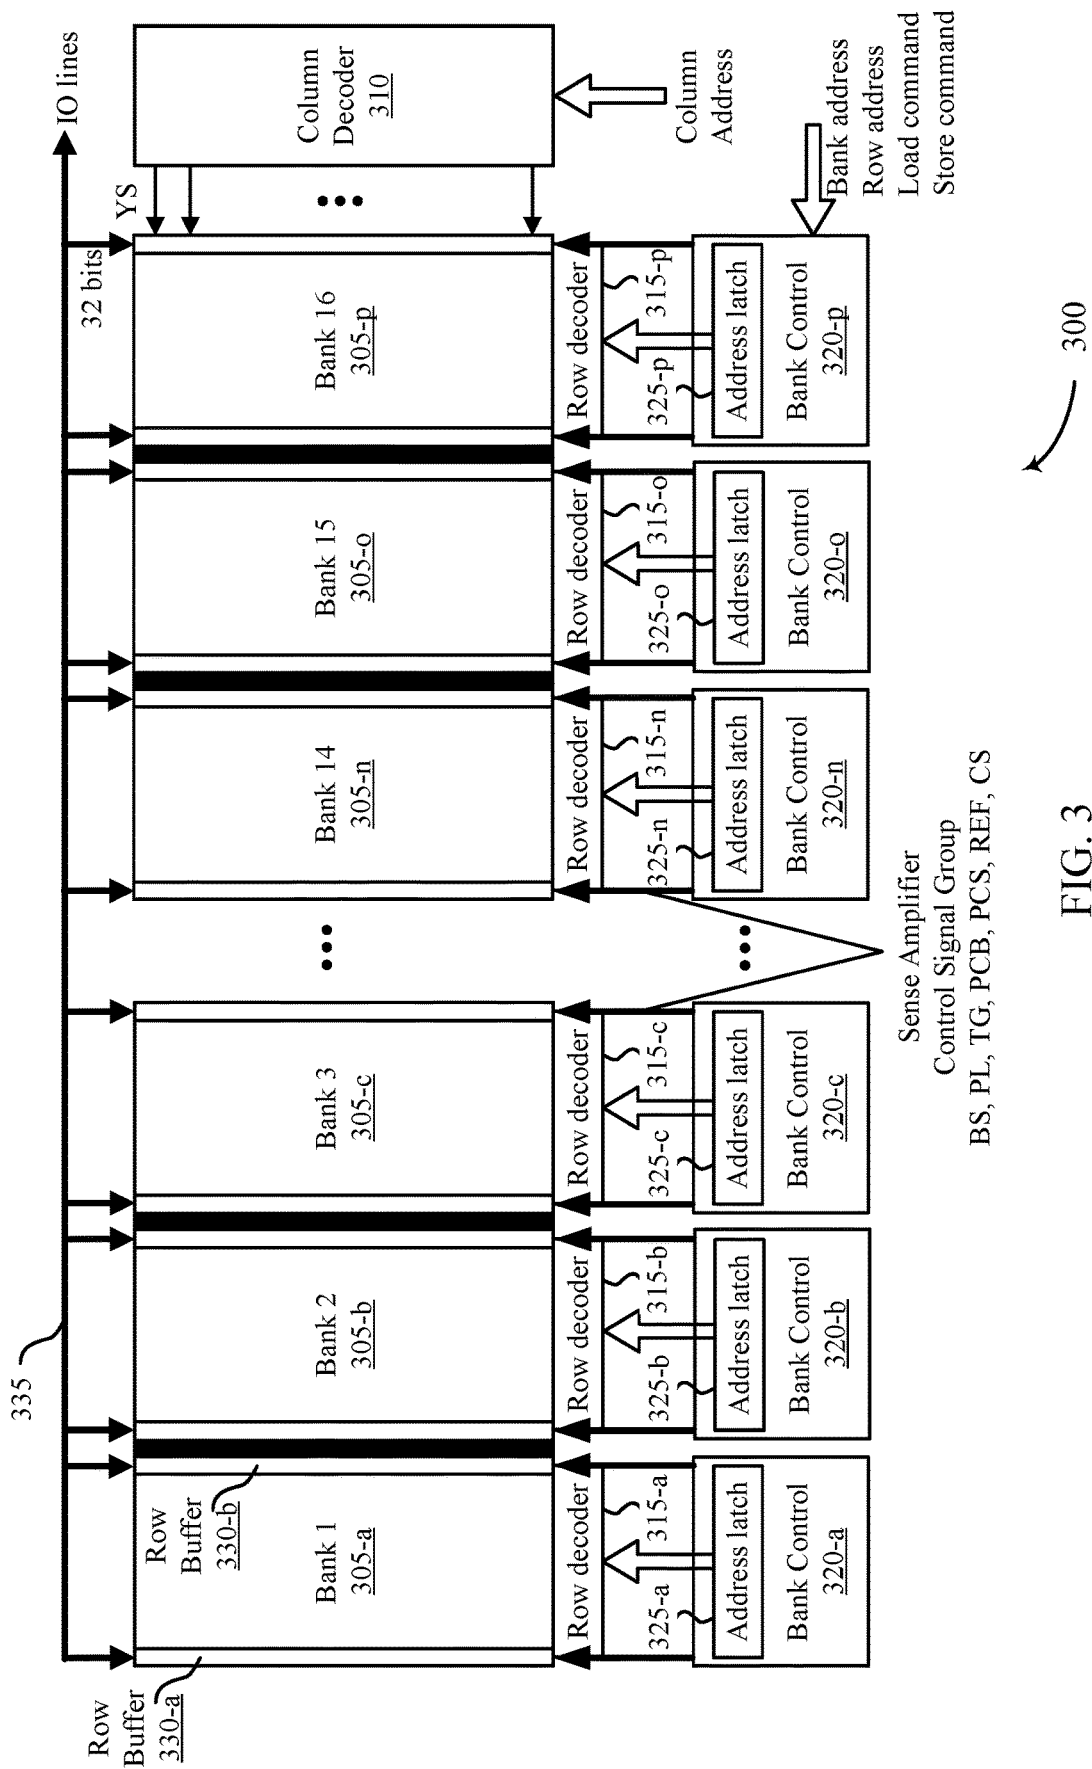 335
IO lines
32 bits
YS
Row
Buffer
330-a
Row
Buffer
330-b
Bank 1
305-a
Bank 2
305-b
Bank 3
305-c
Bank 14
305-n
Bank 15
305-o
Bank 16
305-p
Column
Decoder
310
Column
Address
Row decoder
Row decoder
Row decoder
Row decoder
Row decoder
Row decoder
325-a
315-a
325-b
315-b
325-c
315-c
325-n
315-n
325-o
315-o
325-p
315-p
Address latch
Bank Control
320-a
Address latch
Bank Control
320-b
Address latch
Bank Control
320-c
Address latch
Bank Control
320-n
Address latch
Bank Control
320-o
Address latch
Bank Control
320-p
Bank address
Row address
Load command
Store command
Sense Amplifier
Control Signal Group
BS, PL, TG, PCB, PCS, REF, CS
300
FIG. 3